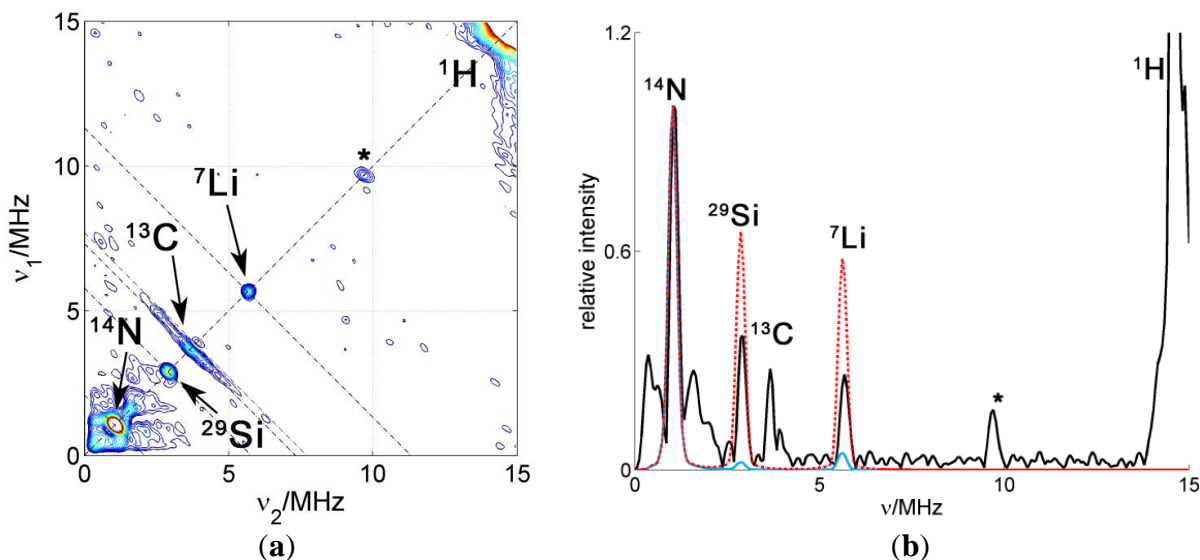 15
10
5
0
ν₁/MHz
¹H
*
⁷Li
¹³C
¹⁴N
²⁹Si
0
5
10
15
ν₂/MHz
(a)
1.2
0.6
0
relative intensity
¹⁴N
²⁹Si
⁷Li
¹³C
*
¹H
0
5
10
15
ν/MHz
(b)